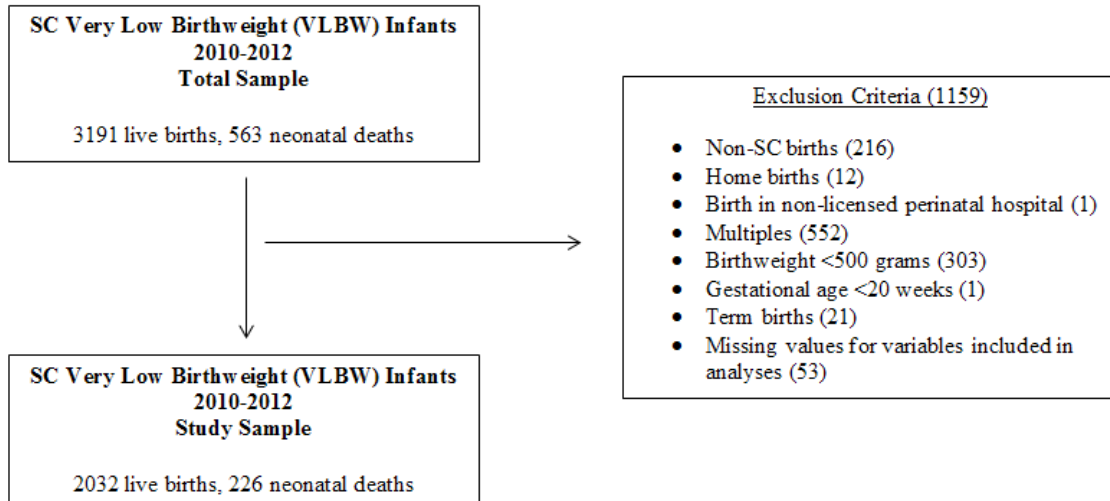 SC Very Low Birthweight (VLBW) Infants
2010-2012
Total Sample
3191 live births, 563 neonatal deaths
Exclusion Criteria (1159)
• Non-SC births (216)
• Home births (12)
• Birth in non-licensed perinatal hospital (1)
• Multiples (552)
• Birthweight <500 grams (303)
• Gestational age <20 weeks (1)
• Term births (21)
• Missing values for variables included in
analyses (53)
SC Very Low Birthweight (VLBW) Infants
2010-2012
Study Sample
2032 live births, 226 neonatal deaths